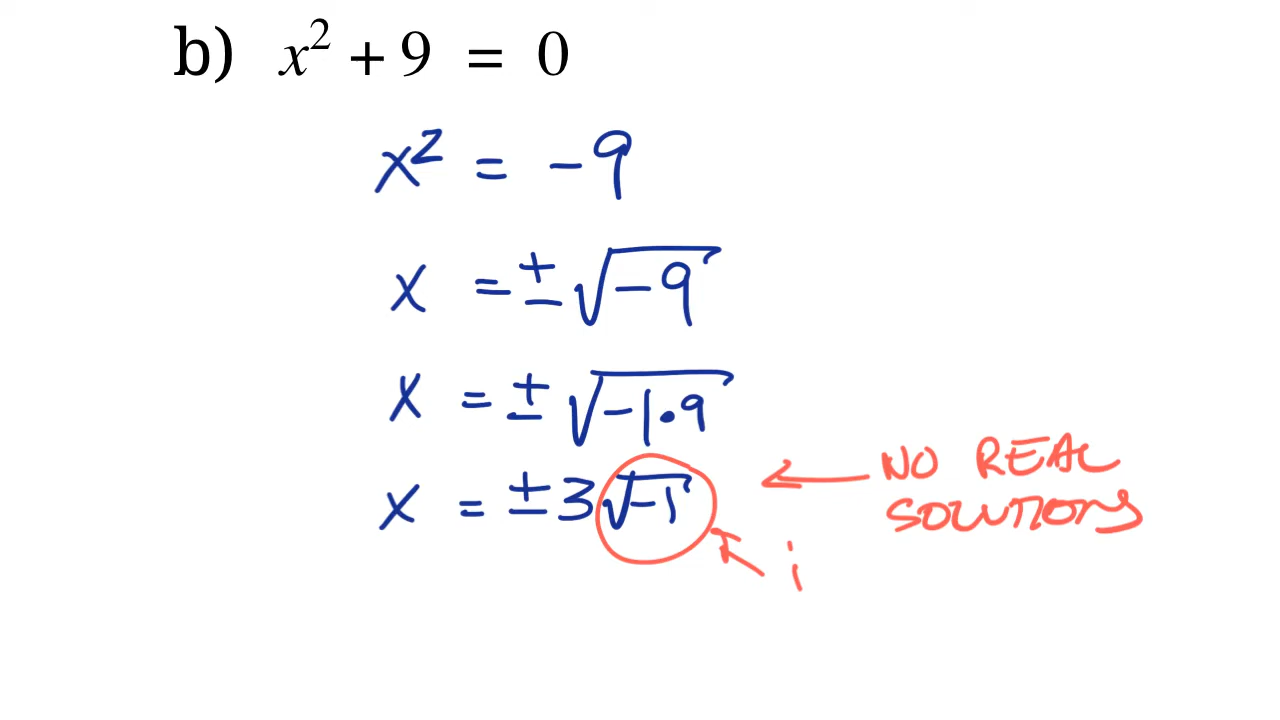 b) x² + 9 = 0
x² = -9
x = ± √-9
x = ± √-1•9
x = ± 3√-1
NO REAL
SOLUTIONS
i